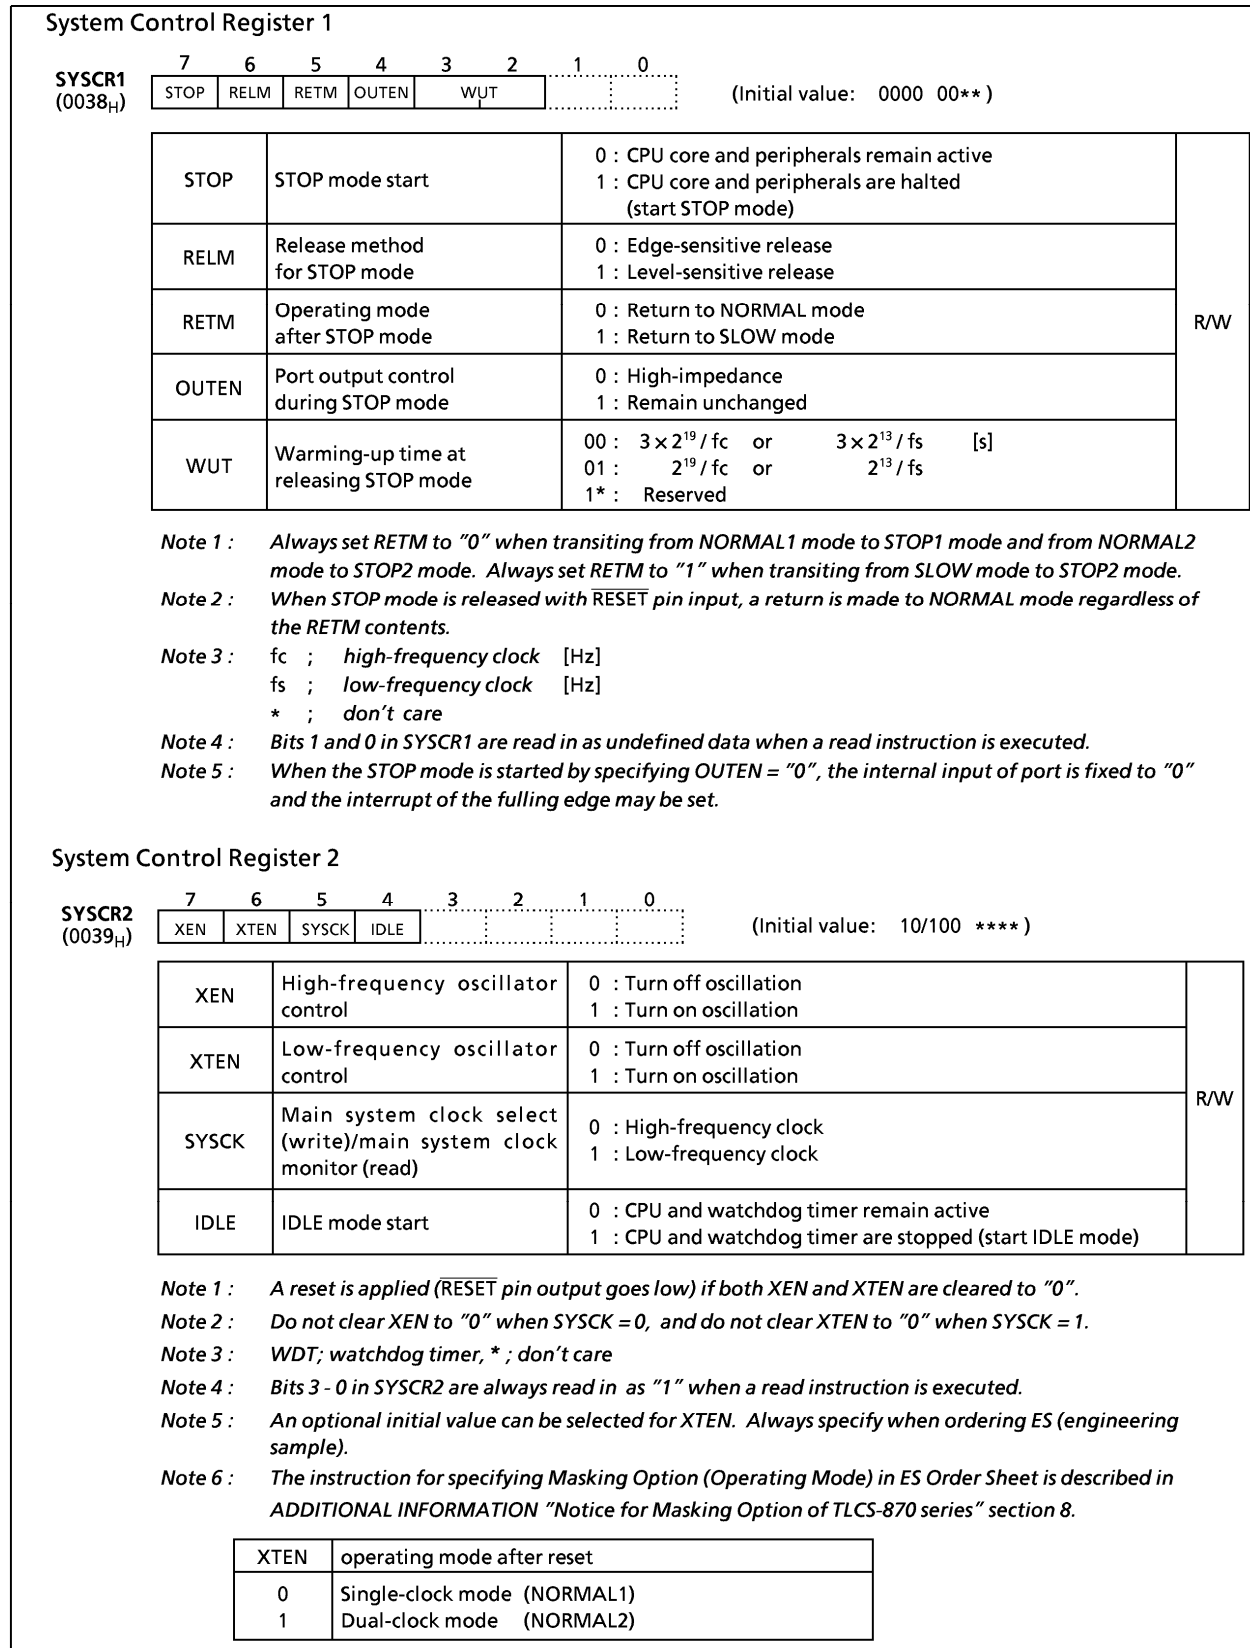 System Control Register 1
7 6 5 4 3 2 1 0
SYSCR1 (0038H) STOP RELM RETM OUTEN WUT (Initial value: 0000 00**)
STOP STOP mode start 0 : CPU core and peripherals remain active
1 : CPU core and peripherals are halted
(start STOP mode)
RELM Release method for STOP mode 0 : Edge-sensitive release
1 : Level-sensitive release
RETM Operating mode after STOP mode 0 : Return to NORMAL mode
1 : Return to SLOW mode
R/W
OUTEN Port output control during STOP mode 0 : High-impedance
1 : Remain unchanged
WUT Warming-up time at releasing STOP mode 00 : 3 × 2¹⁹ / fc or 3 × 2¹³ / fs [s]
01 : 2¹⁹ / fc or 2¹³ / fs
1* : Reserved
Note 1 : Always set RETM to "0" when transiting from NORMAL1 mode to STOP1 mode and from NORMAL2
mode to STOP2 mode. Always set RETM to "1" when transiting from SLOW mode to STOP2 mode.
Note 2 : When STOP mode is released with RESET pin input, a return is made to NORMAL mode regardless of
the RETM contents.
Note 3 : fc ; high-frequency clock [Hz]
fs ; low-frequency clock [Hz]
* ; don't care
Note 4 : Bits 1 and 0 in SYSCR1 are read in as undefined data when a read instruction is executed.
Note 5 : When the STOP mode is started by specifying OUTEN = "0", the internal input of port is fixed to "0"
and the interrupt of the fulling edge may be set.
System Control Register 2
7 6 5 4 3 2 1 0
SYSCR2 (0039H) XEN XTEN SYSCK IDLE (Initial value: 10/100 ****)
XEN High-frequency oscillator control 0 : Turn off oscillation
1 : Turn on oscillation
XTEN Low-frequency oscillator control 0 : Turn off oscillation
1 : Turn on oscillation
R/W
SYSCK Main system clock select (write)/main system clock monitor (read) 0 : High-frequency clock
1 : Low-frequency clock
IDLE IDLE mode start 0 : CPU and watchdog timer remain active
1 : CPU and watchdog timer are stopped (start IDLE mode)
Note 1 : A reset is applied (RESET pin output goes low) if both XEN and XTEN are cleared to "0".
Note 2 : Do not clear XEN to "0" when SYSCK = 0, and do not clear XTEN to "0" when SYSCK = 1.
Note 3 : WDT; watchdog timer, * ; don't care
Note 4 : Bits 3 - 0 in SYSCR2 are always read in as "1" when a read instruction is executed.
Note 5 : An optional initial value can be selected for XTEN. Always specify when ordering ES (engineering
sample).
Note 6 : The instruction for specifying Masking Option (Operating Mode) in ES Order Sheet is described in
ADDITIONAL INFORMATION "Notice for Masking Option of TLCS-870 series" section 8.
XTEN operating mode after reset
0 Single-clock mode (NORMAL1)
1 Dual-clock mode (NORMAL2)